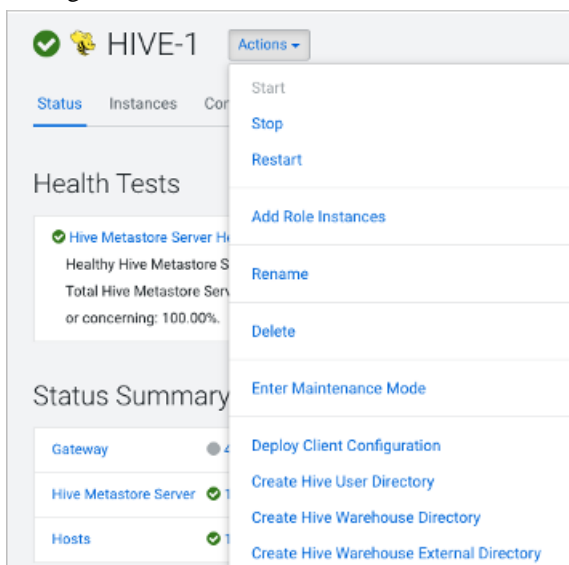 HIVE-1 Actions
Status Instances
Start
Stop
Restart
Add Role Instances
Rename
Delete
Enter Maintenance Mode
Deploy Client Configuration
Create Hive User Directory
Create Hive Warehouse Directory
Create Hive Warehouse External Directory
Health Tests
Hive Metastore Server
Healthy Hive Metastore
Total Hive Metastore
or concerning: 100.00%.
Status Summary
Gateway
Hive Metastore Server 1
Hosts 1